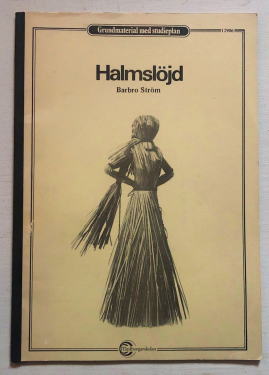 Grundmaterial med studieplan
Halmslöjd
Barbro Ström